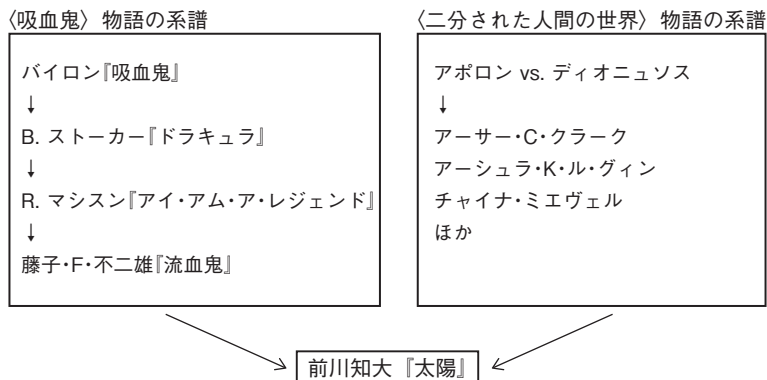 〈吸血鬼〉物語の系譜
バイロン『吸血鬼』
↓
B. ストーカー『ドラキュラ』
↓
R. マシスン『アイ・アム・ア・レジェンド』
↓
藤子・F・不二雄『流血鬼』
〈二分された人間の世界〉物語の系譜
アポロン vs. ディオニュソス
↓
アーサー・C・クラーク
アーシュラ・K・ル・グィン
チャイナ・ミエヴェル
ほか
前川知大『太陽』